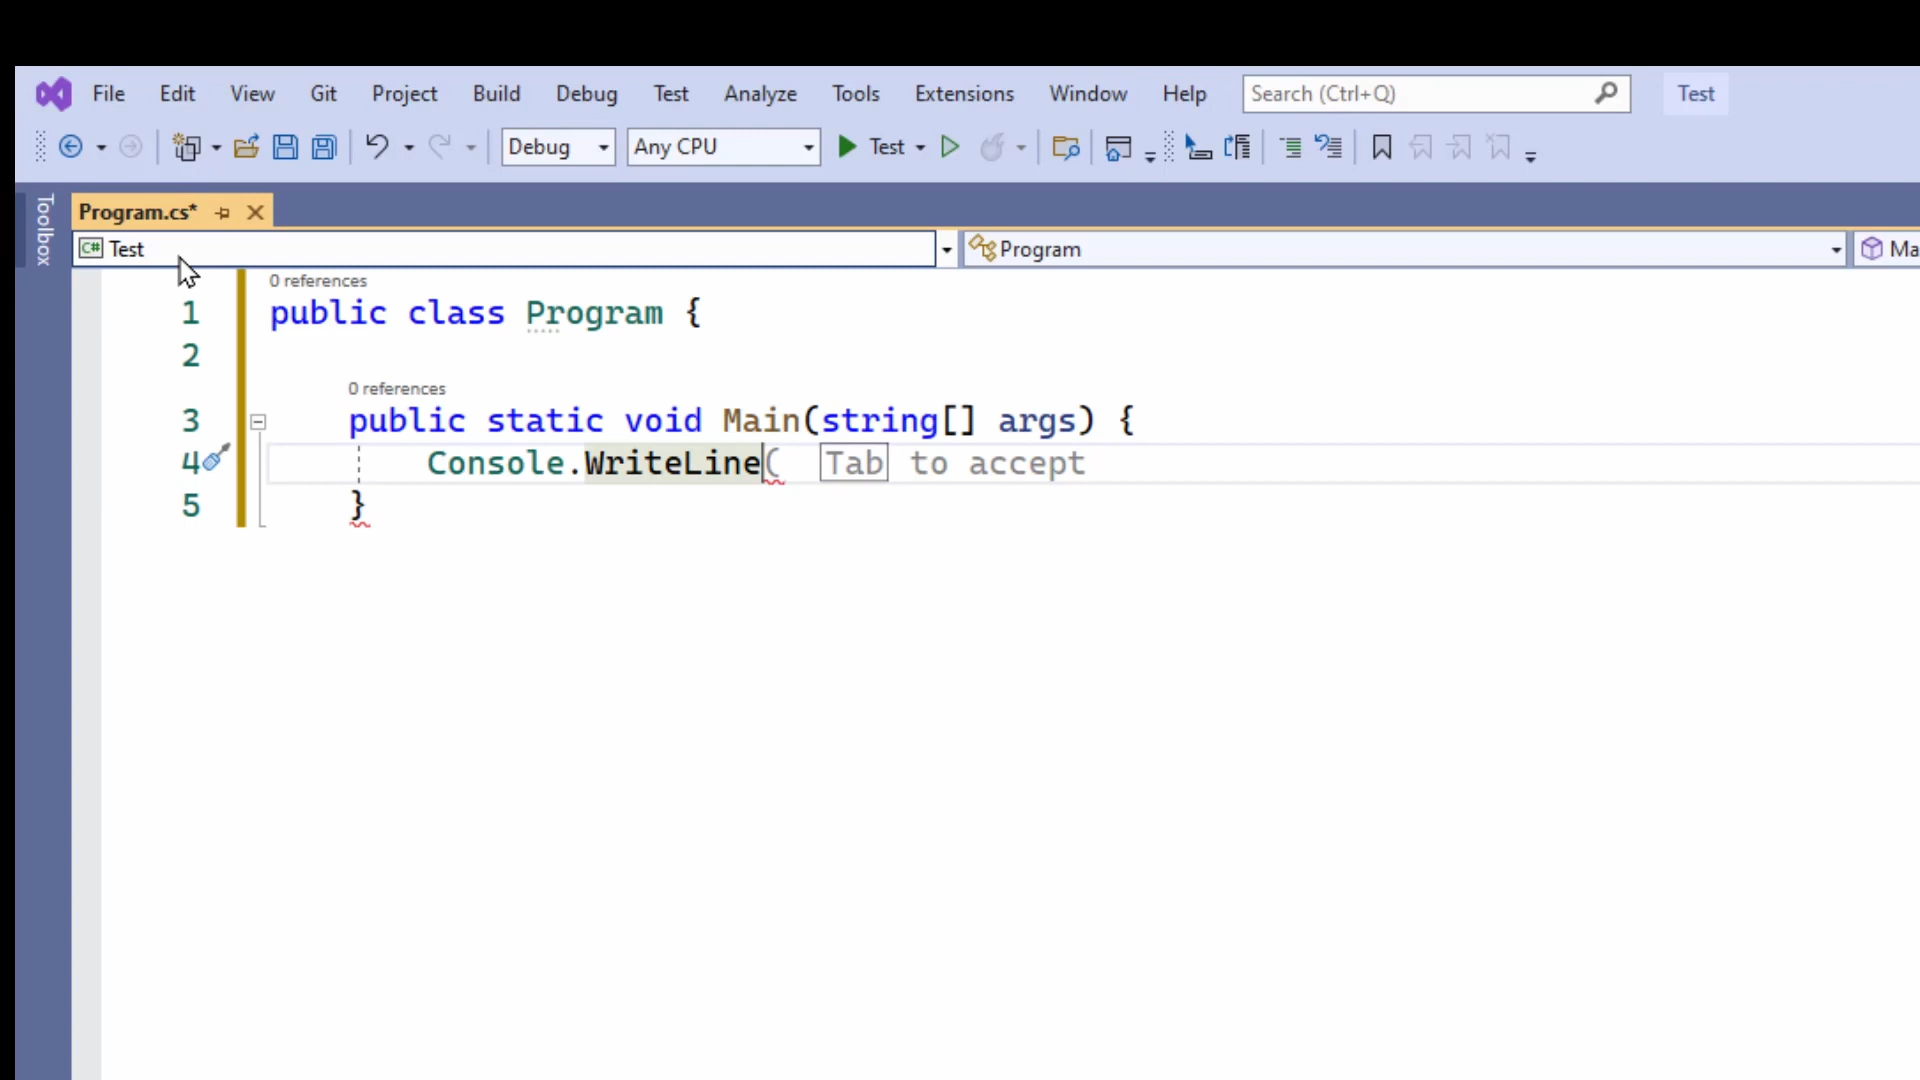 File Edit View Git Project Build Debug Test Analyze Tools Extensions Window Help Search (Ctrl+Q) Test
Debug Any CPU Test
Toolbox
Program.cs*
C# Test Program Ma
0 references
1 public class Program {
2
0 references
3 public static void Main(string[] args) {
4 Console.WriteLine( Tab to accept
5 }